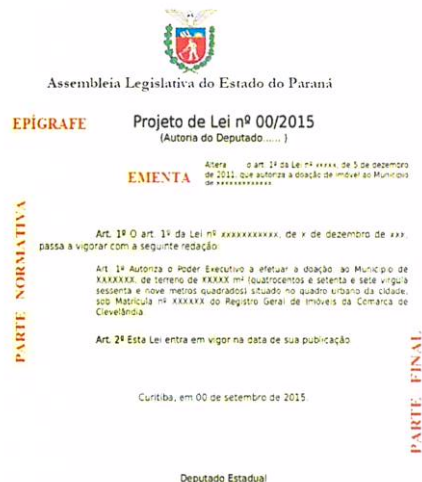 Assembleia Legislativa do Estado do Paraná
EPÍGRAFE
Projeto de Lei nº 00/2015
(Autoria do Deputado...... )
EMENTA
Altera o art. 1º da Lei nº xxxxx, de 5 de dezembro
de 2011, que autoriza a doação de imóvel ao Município
de xxxxxxxxxxxx.
PARTE NORMATIVA
Art. 1º O art. 1º da Lei nº xxxxxxxxxxx, de x de dezembro de xxx,
passa a vigorar com a seguinte redação:
Art. 1º Autoriza o Poder Executivo a efetuar a doação, ao Município de
XXXXXXX, de terreno de XXXXX m² (quatrocentos e setenta e sete vírgula
sessenta e nove metros quadrados) situado no quadro urbano da cidade,
sob Matrícula nº XXXXXX do Registro Geral de Imóveis da Comarca de
Clevelândia.
Art. 2º Esta Lei entra em vigor na data de sua publicação.
PARTE FINAL
Curitiba, em 00 de setembro de 2015.
Deputado Estadual